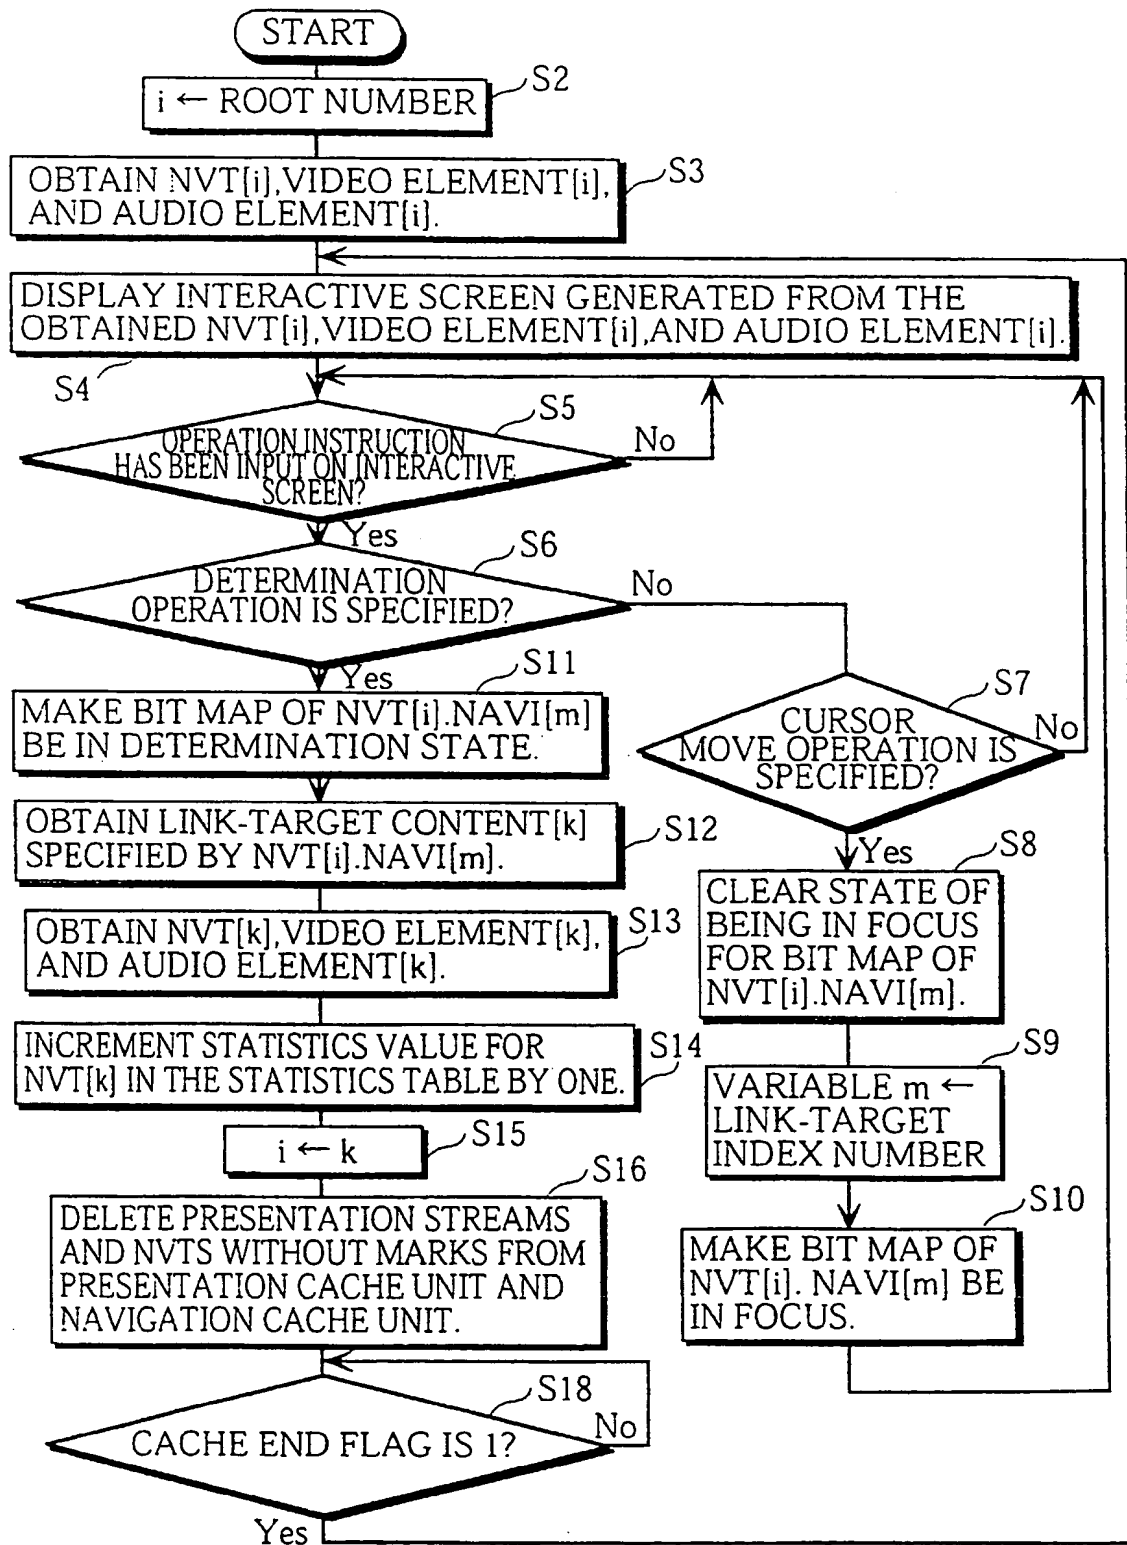 START
S2
i ← ROOT NUMBER
S3
OBTAIN NVT[i],VIDEO ELEMENT[i],
AND AUDIO ELEMENT[i].
DISPLAY INTERACTIVE SCREEN GENERATED FROM THE
OBTAINED NVT[i],VIDEO ELEMENT[i],AND AUDIO ELEMENT[i].
S4
S5
OPERATION INSTRUCTION
HAS BEEN INPUT ON INTERACTIVE
SCREEN?
No
Yes
S6
DETERMINATION
OPERATION IS SPECIFIED?
No
Yes
S11
MAKE BIT MAP OF NVT[i].NAVI[m]
BE IN DETERMINATION STATE.
S7
CURSOR
MOVE OPERATION IS
SPECIFIED?
No
Yes
S12
OBTAIN LINK-TARGET CONTENT[k]
SPECIFIED BY NVT[i].NAVI[m].
S8
CLEAR STATE OF
BEING IN FOCUS
FOR BIT MAP OF
NVT[i].NAVI[m].
S13
OBTAIN NVT[k],VIDEO ELEMENT[k],
AND AUDIO ELEMENT[k].
S14
INCREMENT STATISTICS VALUE FOR
NVT[k] IN THE STATISTICS TABLE BY ONE.
S9
VARIABLE m ←
LINK-TARGET
INDEX NUMBER
S15
i ← k
S16
DELETE PRESENTATION STREAMS
AND NVTS WITHOUT MARKS FROM
PRESENTATION CACHE UNIT AND
NAVIGATION CACHE UNIT.
S10
MAKE BIT MAP OF
NVT[i]. NAVI[m] BE
IN FOCUS.
S18
CACHE END FLAG IS 1?
No
Yes